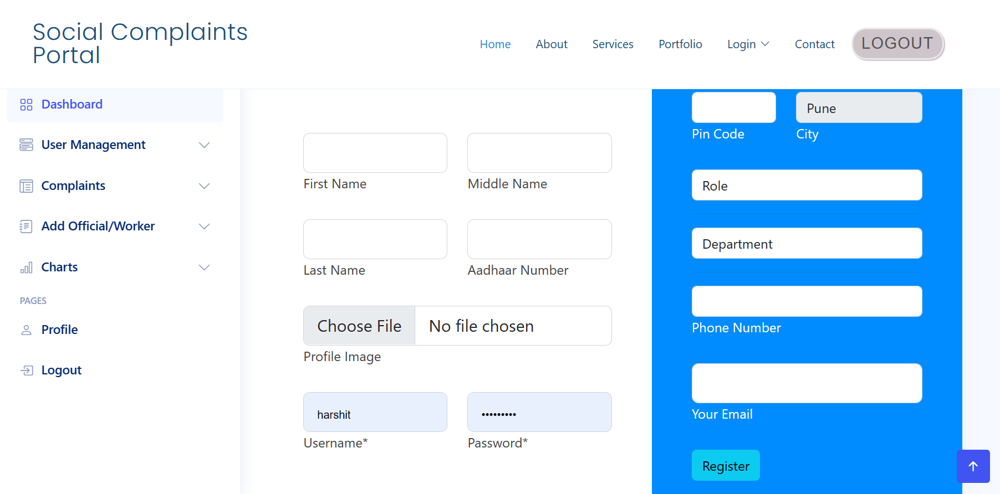 Social Complaints
Portal
Home
About
Services
Portfolio
Login
Contact
LOGOUT
Dashboard
User Management
Complaints
Add Official/Worker
Charts
PAGES
Profile
Logout
First Name
Middle Name
Last Name
Aadhaar Number
Choose File
No file chosen
Profile Image
harshit
•••••••••
Username*
Password*
Pune
Pin Code
City
Role
Department
Phone Number
Your Email
Register